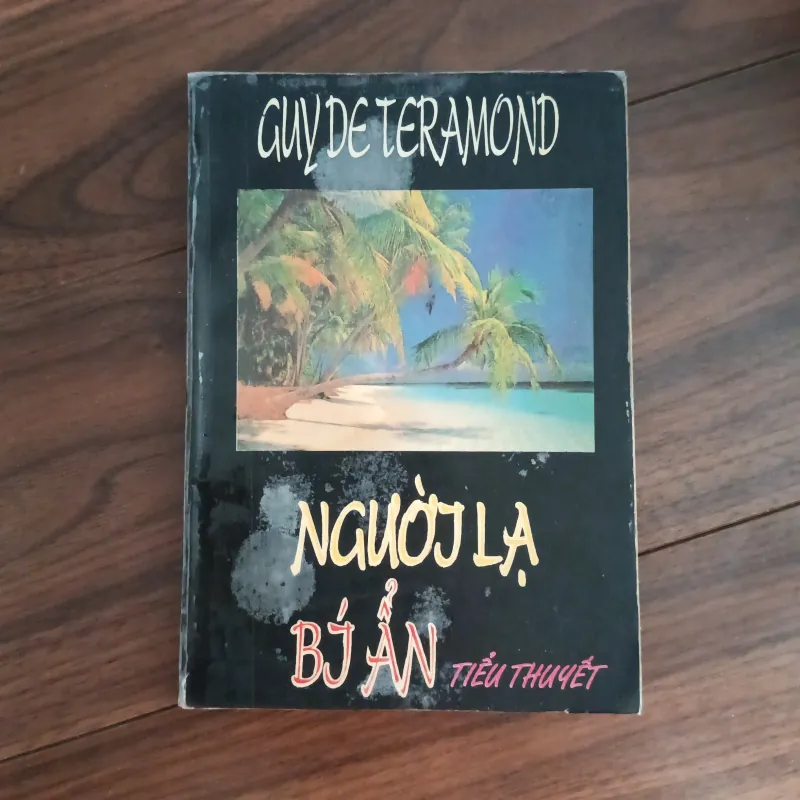 GUY DE TERAMOND
NGƯỜI LẠ
BÍ ẨN TIỂU THUYẾT